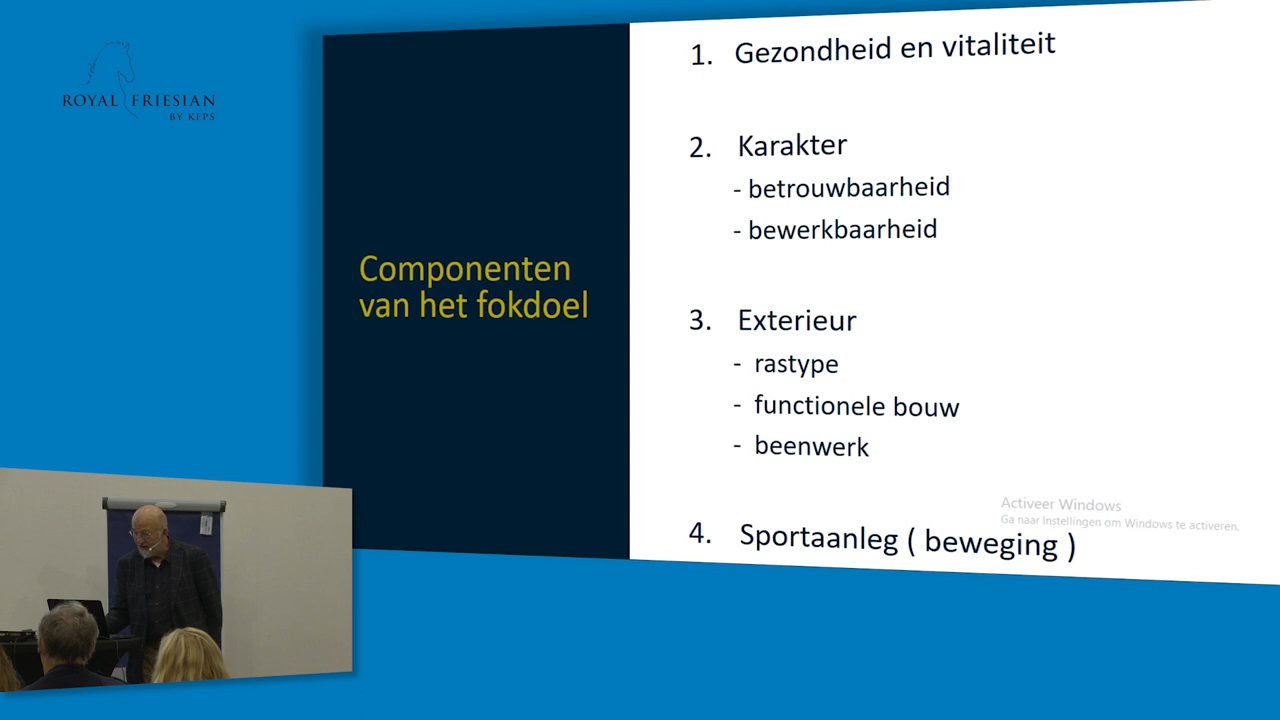 ROYAL FRIESIAN
BY KFPS
Componenten
van het fokdoel
1. Gezondheid en vitaliteit
2. Karakter
- betrouwbaarheid
- bewerkbaarheid
3. Exterieur
- rastype
- functionele bouw
- beenwerk
4. Sportaanleg ( beweging )
Activeer Windows
Ga naar Instellingen om Windows te activeren.